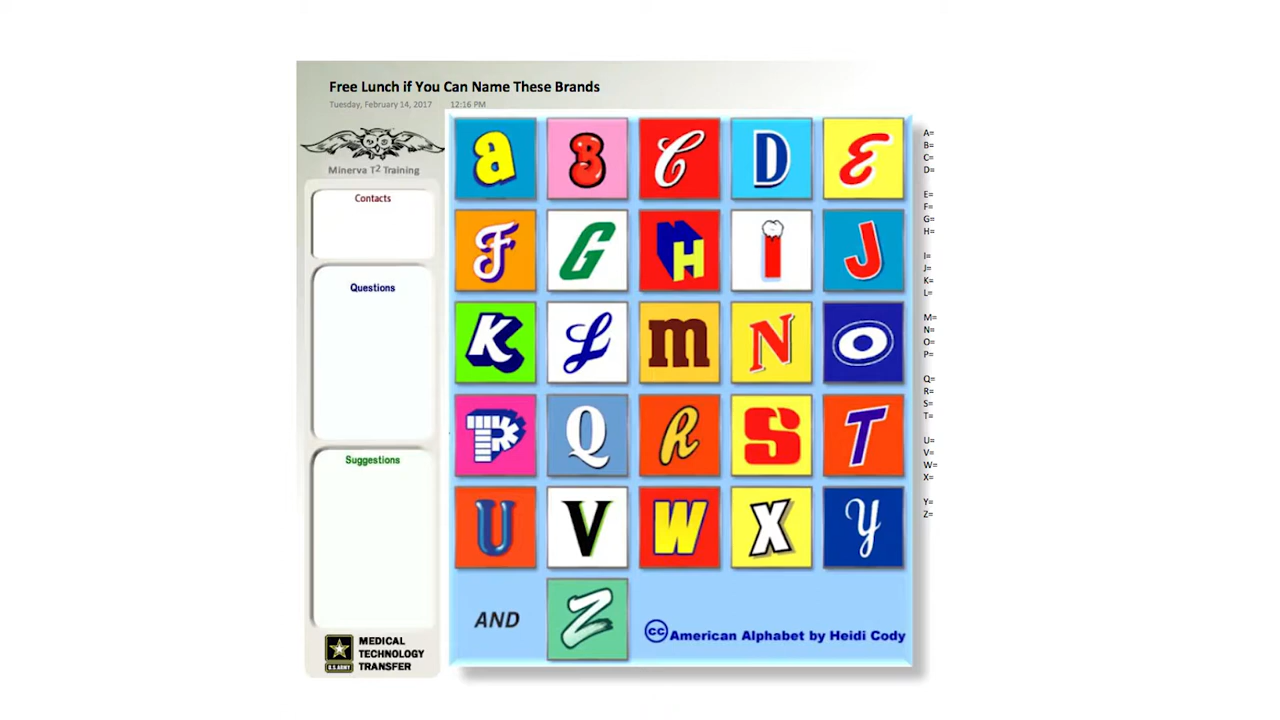 Free Lunch if You Can Name These Brands
Tuesday, February 14, 2017 12:16 PM
Minerva T2 Training
Contacts
Questions
Suggestions
U.S.ARMY
MEDICAL
TECHNOLOGY
TRANSFER
a B C D E
F G H I J
K L m N O
P Q R S T
U V W X Y
AND Z
cc American Alphabet by Heidi Cody
A=
B=
C=
D=
E=
F=
G=
H=
I=
J=
K=
L=
M=
N=
O=
P=
Q=
R=
S=
T=
U=
V=
W=
X=
Y=
Z=